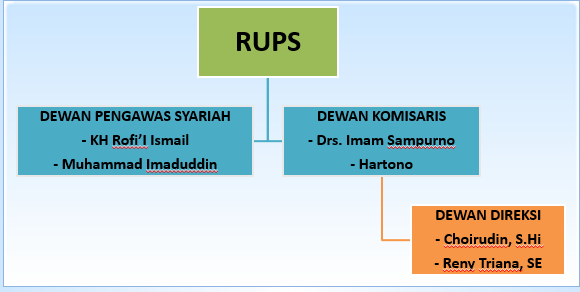 RUPS
DEWAN PENGAWAS SYARIAH
- KH Rofi’I Ismail
- Muhammad Imaduddin
DEWAN KOMISARIS
- Drs. Imam Sampurno
- Hartono
DEWAN DIREKSI
- Choirudin, S.Hi
- Reny Triana, SE